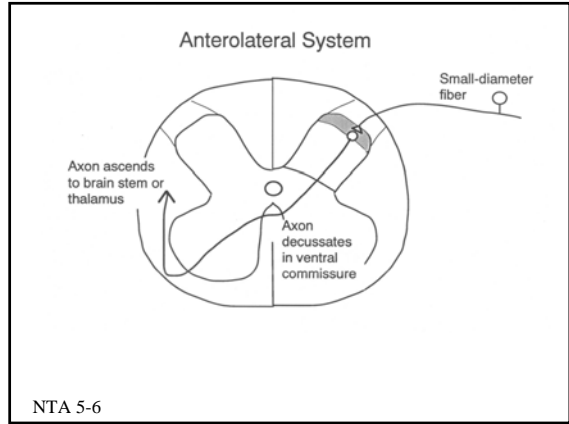 Anterolateral System
Small-diameter
fiber
Axon ascends
to brain stem or
thalamus
Axon
decussates
in ventral
commissure
NTA 5-6